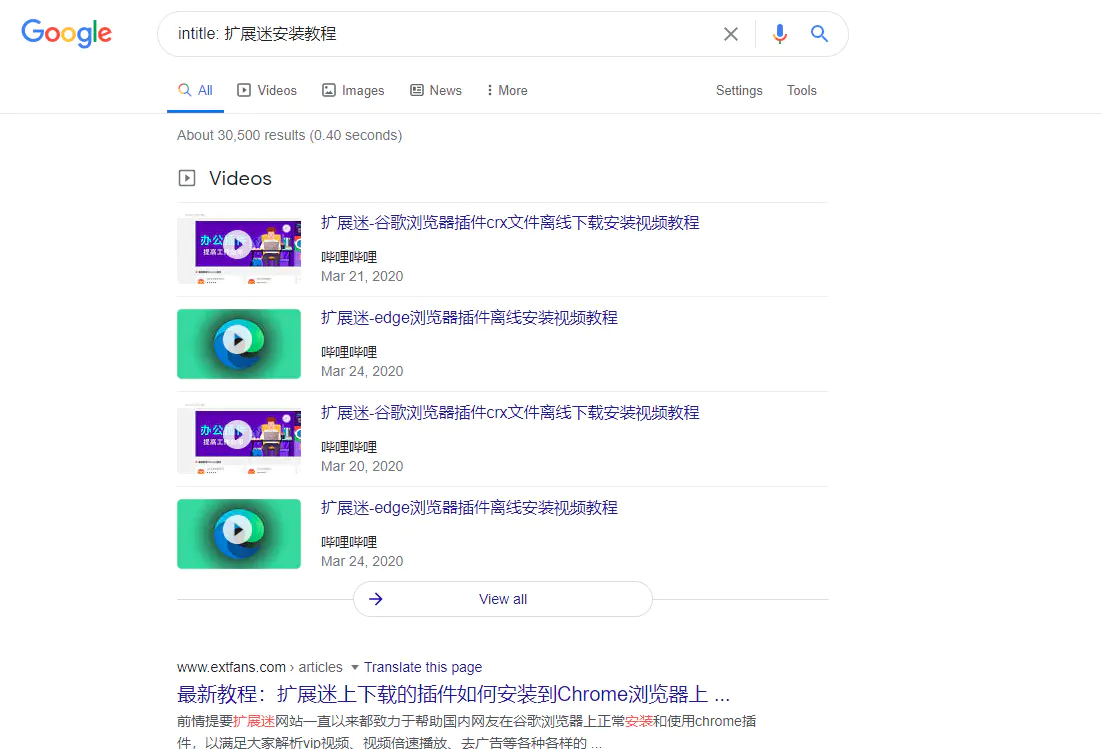 Google
intitle: 扩展迷安装教程
All Videos Images News More Settings Tools
About 30,500 results (0.40 seconds)
Videos
扩展迷-谷歌浏览器插件crx文件离线下载安装视频教程
哔哩哔哩
Mar 21, 2020
扩展迷-edge浏览器插件离线安装视频教程
哔哩哔哩
Mar 24, 2020
扩展迷-谷歌浏览器插件crx文件离线下载安装视频教程
哔哩哔哩
Mar 20, 2020
扩展迷-edge浏览器插件离线安装视频教程
哔哩哔哩
Mar 24, 2020
View all
www.extfans.com › articles Translate this page
最新教程：扩展迷上下载的插件如何安装到Chrome浏览器上 ...
前情提要扩展迷网站一直以来都致力于帮助国内网友在谷歌浏览器上正常安装和使用chrome插
件，以满足大家解析vip视频、视频倍速播放、去广告等各种各样的 ...